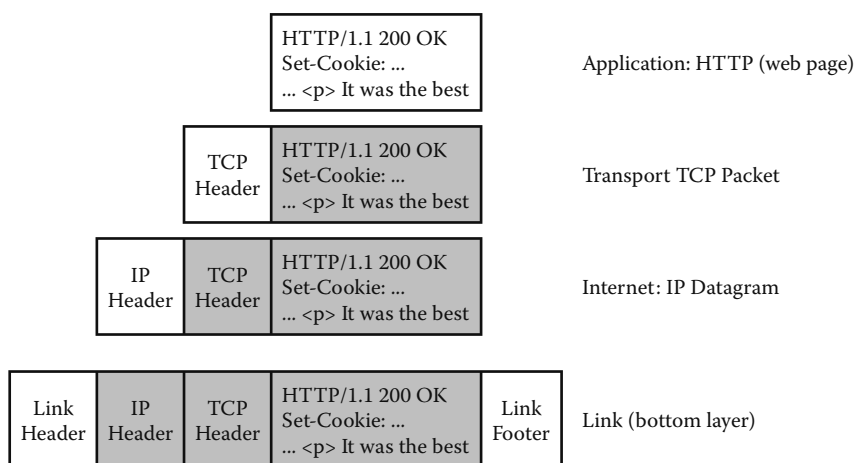 HTTP/1.1 200 OK
Set-Cookie: ...
... <p> It was the best
Application: HTTP (web page)
TCP
Header
HTTP/1.1 200 OK
Set-Cookie: ...
... <p> It was the best
Transport TCP Packet
IP
Header
TCP
Header
HTTP/1.1 200 OK
Set-Cookie: ...
... <p> It was the best
Internet: IP Datagram
Link
Header
IP
Header
TCP
Header
HTTP/1.1 200 OK
Set-Cookie: ...
... <p> It was the best
Link
Footer
Link (bottom layer)